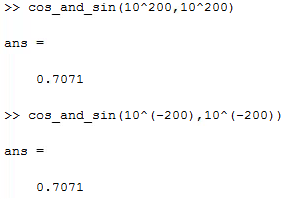 >> cos_and_sin(10^200,10^200)
ans =
0.7071
>> cos_and_sin(10^(-200),10^(-200))
ans =
0.7071